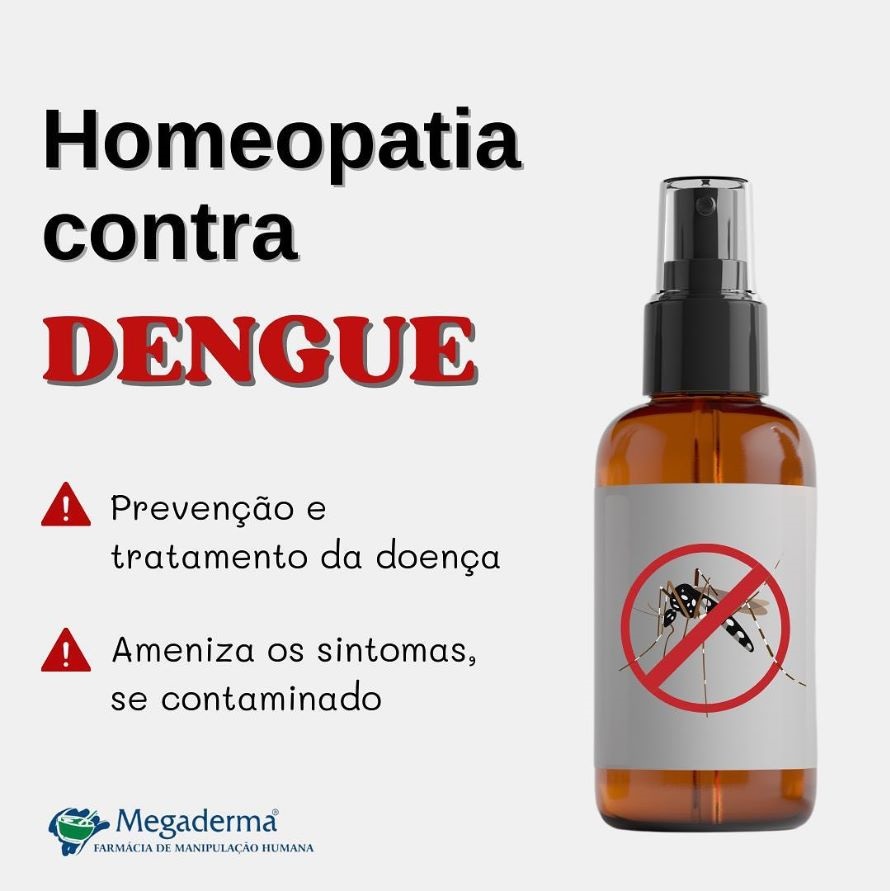 Homeopatia
contra
DENGUE
Prevenção e
tratamento da doença
Ameniza os sintomas,
se contaminado
Megaderma®
FARMÁCIA DE MANIPULAÇÃO HUMANA